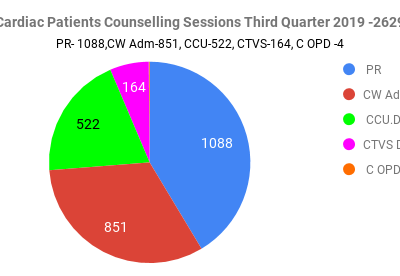 Cardiac Patients Counselling Sessions Third Quarter 2019 -2629
PR- 1088,CW Adm-851, CCU-522, CTVS-164, C OPD -4
PR
CW Ad
CCU.D
CTVS D
C OPD
164
522
1088
851